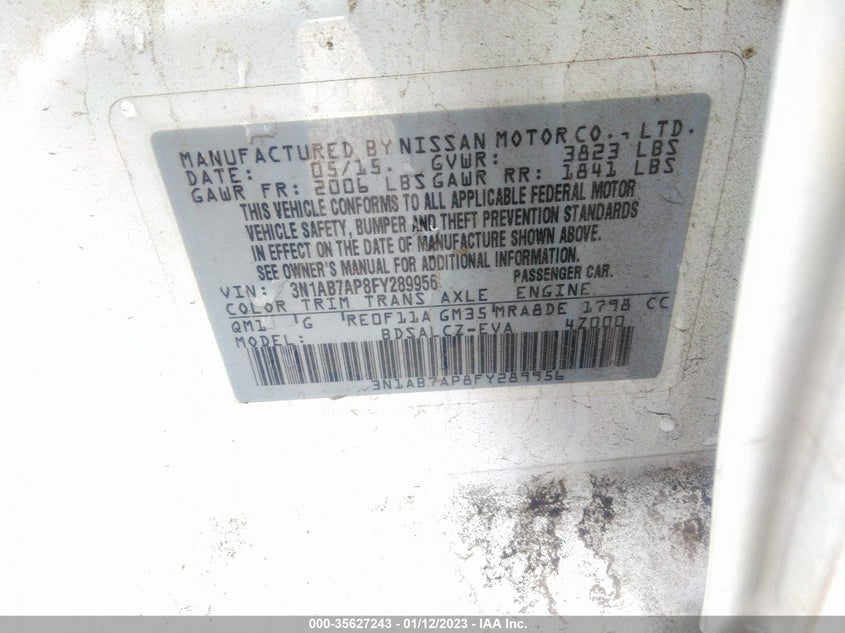 MANUFACTURED BY NISSAN MOTOR CO., LTD.
DATE: 05/15. GVWR: 3823 LBS
GAWR FR: 2006 LBS GAWR RR: 1841 LBS
THIS VEHICLE CONFORMS TO ALL APPLICABLE FEDERAL MOTOR
VEHICLE SAFETY, BUMPER AND THEFT PREVENTION STANDARDS
IN EFFECT ON THE DATE OF MANUFACTURE SHOWN ABOVE.
SEE OWNER'S MANUAL FOR ADDITIONAL INFORMATION.
VIN: 3N1AB7AP8FY289956 PASSENGER CAR.
COLOR TRIM TRANS AXLE ENGINE
QM1 G RE0F11A GM35 MRA8DE 1798 CC
MODEL: BDSALCZ-EVA 4Z000
3N1AB7AP8FY289956
000-35627243 - 01/12/2023 - IAA Inc.